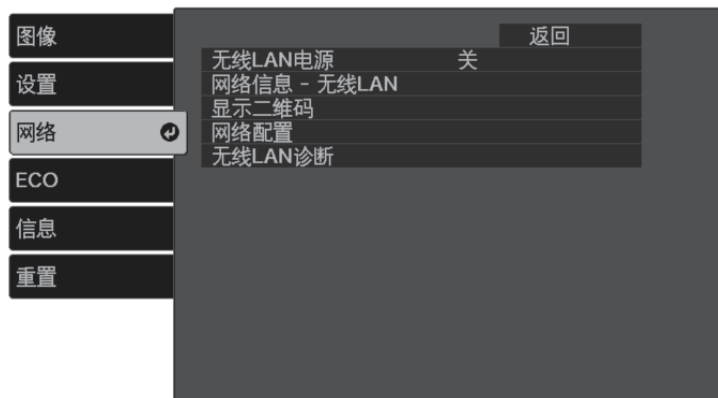 图像
设置
网络
ECO
信息
重置
返回
无线LAN电源 关
网络信息 - 无线LAN
显示二维码
网络配置
无线LAN诊断